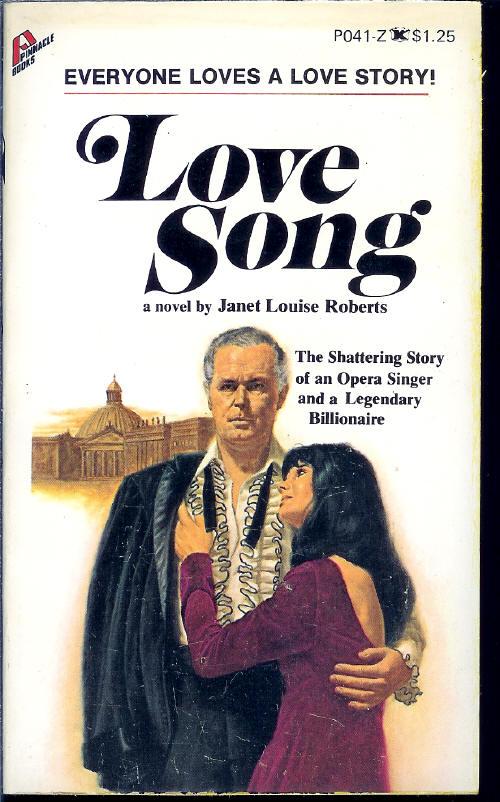 PINNACLE
BOOKS
P041-Z $1.25
EVERYONE LOVES A LOVE STORY!
Love
Song
a novel by Janet Louise Roberts
The Shattering Story
of an Opera Singer
and a Legendary
Billionaire